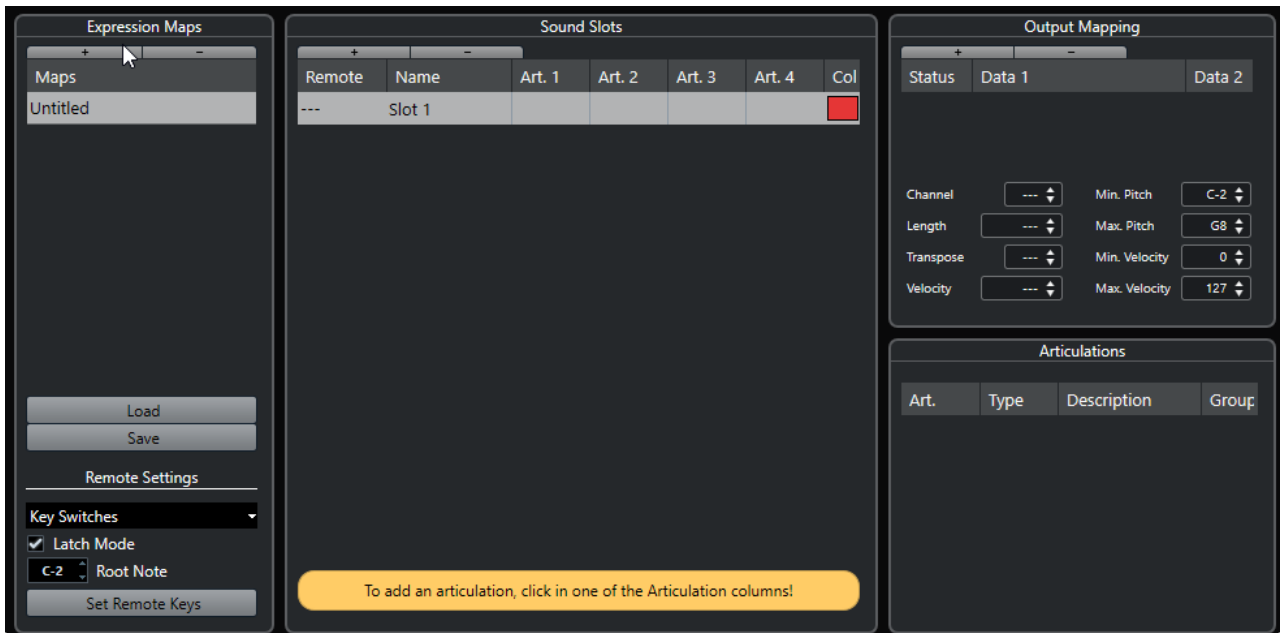 Expression Maps
+ -
Maps
Untitled
Load
Save
Remote Settings
Key Switches
Latch Mode
C-2 Root Note
Set Remote Keys
Sound Slots
+ -
Remote Name Art. 1 Art. 2 Art. 3 Art. 4 Col
--- Slot 1
To add an articulation, click in one of the Articulation columns!
Output Mapping
+ -
Status Data 1 Data 2
Channel --- Min. Pitch C-2
Length --- Max. Pitch G8
Transpose --- Min. Velocity 0
Velocity --- Max. Velocity 127
Articulations
Art. Type Description Group